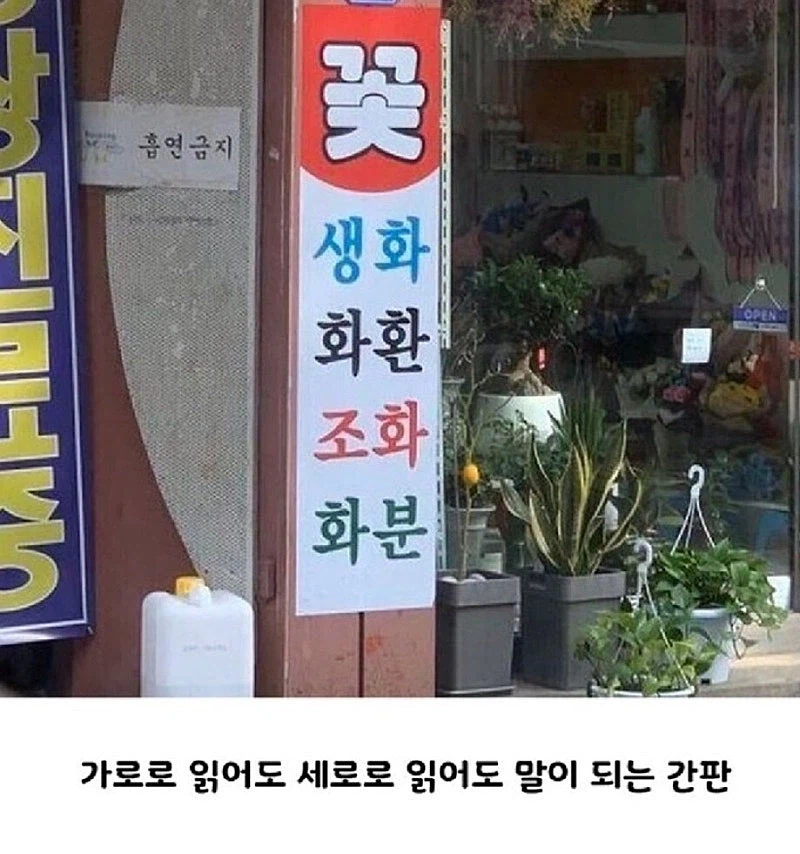 흡연금지
꽃
생화
화환
조화
화분
OPEN
가로로 읽어도 세로로 읽어도 말이 되는 간판